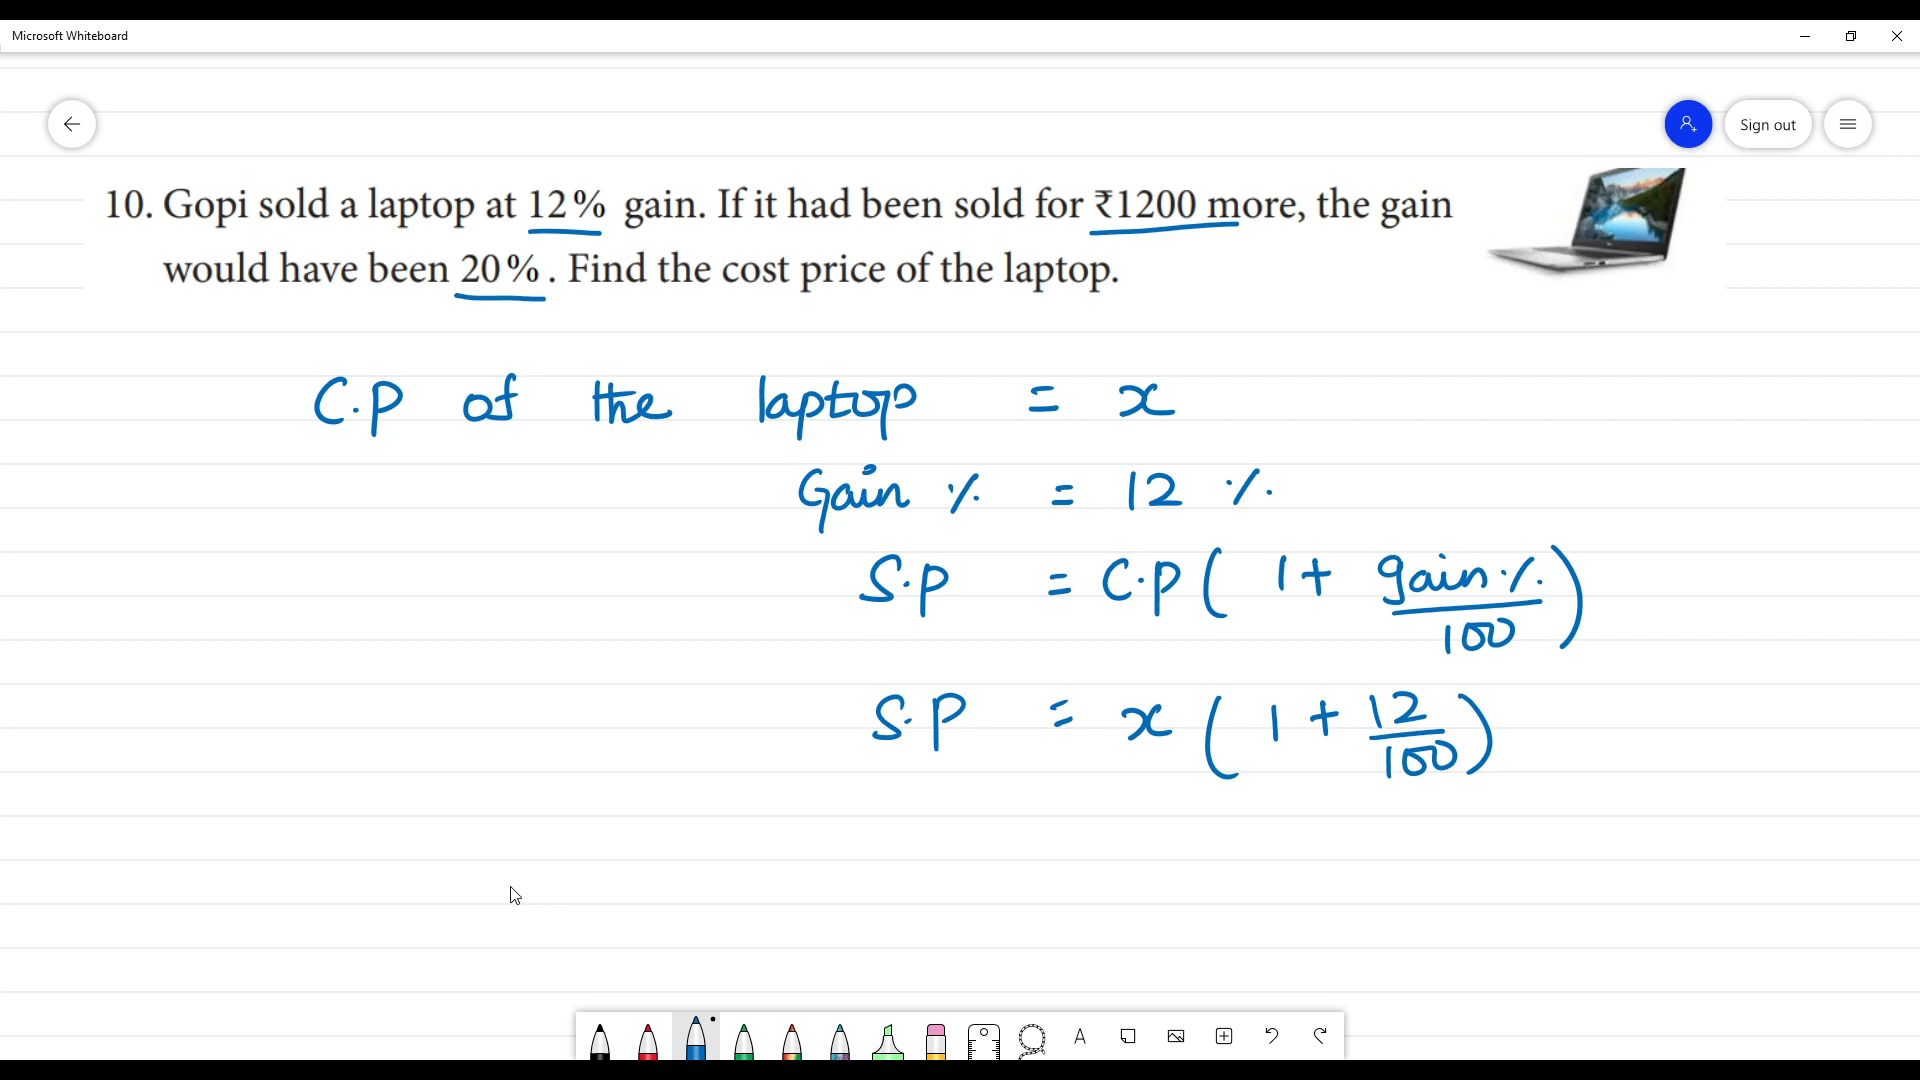 Microsoft Whiteboard
Sign out
10. Gopi sold a laptop at 12% gain. If it had been sold for ₹1200 more, the gain
would have been 20%. Find the cost price of the laptop.
C.P of the laptop = x
Gain % = 12 %
S.P = C.P ( 1 + gain % / 100 )
S.P = x ( 1 + 12 / 100 )
A